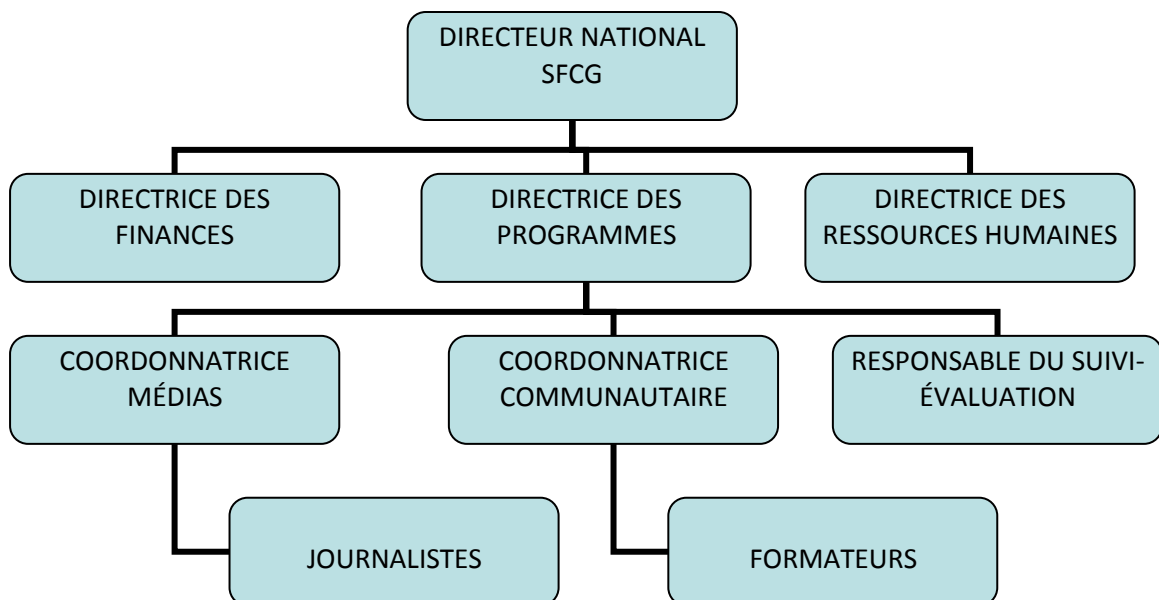 DIRECTEUR NATIONAL
SFCG
DIRECTRICE DES
FINANCES
DIRECTRICE DES
PROGRAMMES
DIRECTRICE DES
RESSOURCES HUMAINES
COORDONNATRICE
MÉDIAS
COORDONNATRICE
COMMUNAUTAIRE
RESPONSABLE DU SUIVI-
ÉVALUATION
JOURNALISTES
FORMATEURS